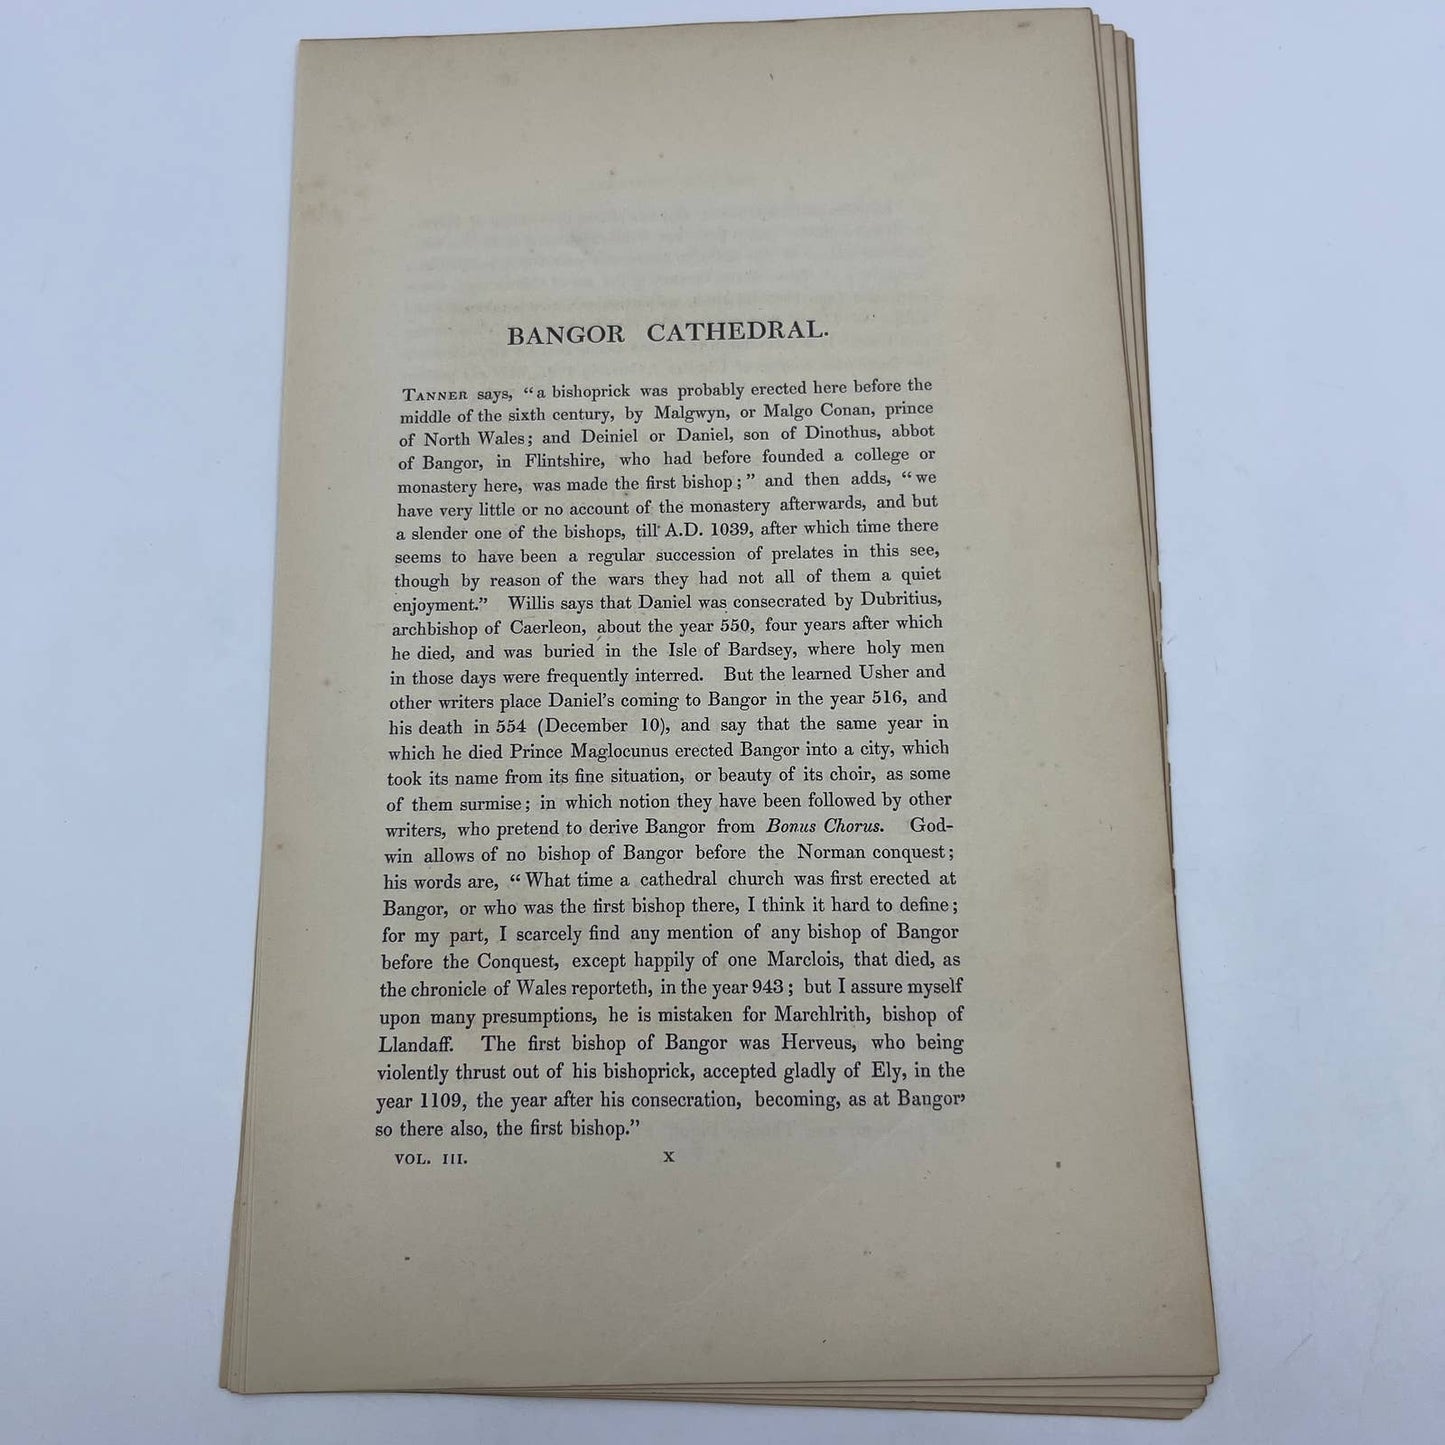 BANGOR CATHEDRAL.
TANNER says, “a bishoprick was probably erected here before the
middle of the sixth century, by Malgwyn, or Malgo Conan, prince
of North Wales; and Deiniel or Daniel, son of Dinothus, abbot
of Bangor, in Flintshire, who had before founded a college or
monastery here, was made the first bishop;” and then adds, “we
have very little or no account of the monastery afterwards, and but
a slender one of the bishops, till A.D. 1039, after which time there
seems to have been a regular succession of prelates in this see,
though by reason of the wars they had not all of them a quiet
enjoyment.” Willis says that Daniel was consecrated by Dubritius,
archbishop of Caerleon, about the year 550, four years after which
he died, and was buried in the Isle of Bardsey, where holy men
in those days were frequently interred. But the learned Usher and
other writers place Daniel's coming to Bangor in the year 516, and
his death in 554 (December 10), and say that the same year in
which he died Prince Maglocunus erected Bangor into a city, which
took its name from its fine situation, or beauty of its choir, as some
of them surmise; in which notion they have been followed by other
writers, who pretend to derive Bangor from Bonus Chorus. God-
win allows of no bishop of Bangor before the Norman conquest;
his words are, “What time a cathedral church was first erected at
Bangor, or who was the first bishop there, I think it hard to define;
for my part, I scarcely find any mention of any bishop of Bangor
before the Conquest, except happily of one Marclois, that died, as
the chronicle of Wales reporteth, in the year 943; but I assure myself
upon many presumptions, he is mistaken for Marchlrith, bishop of
Llandaff. The first bishop of Bangor was Herveus, who being
violently thrust out of his bishoprick, accepted gladly of Ely, in the
year 1109, the year after his consecration, becoming, as at Bangor,
so there also, the first bishop.”
VOL. III. X